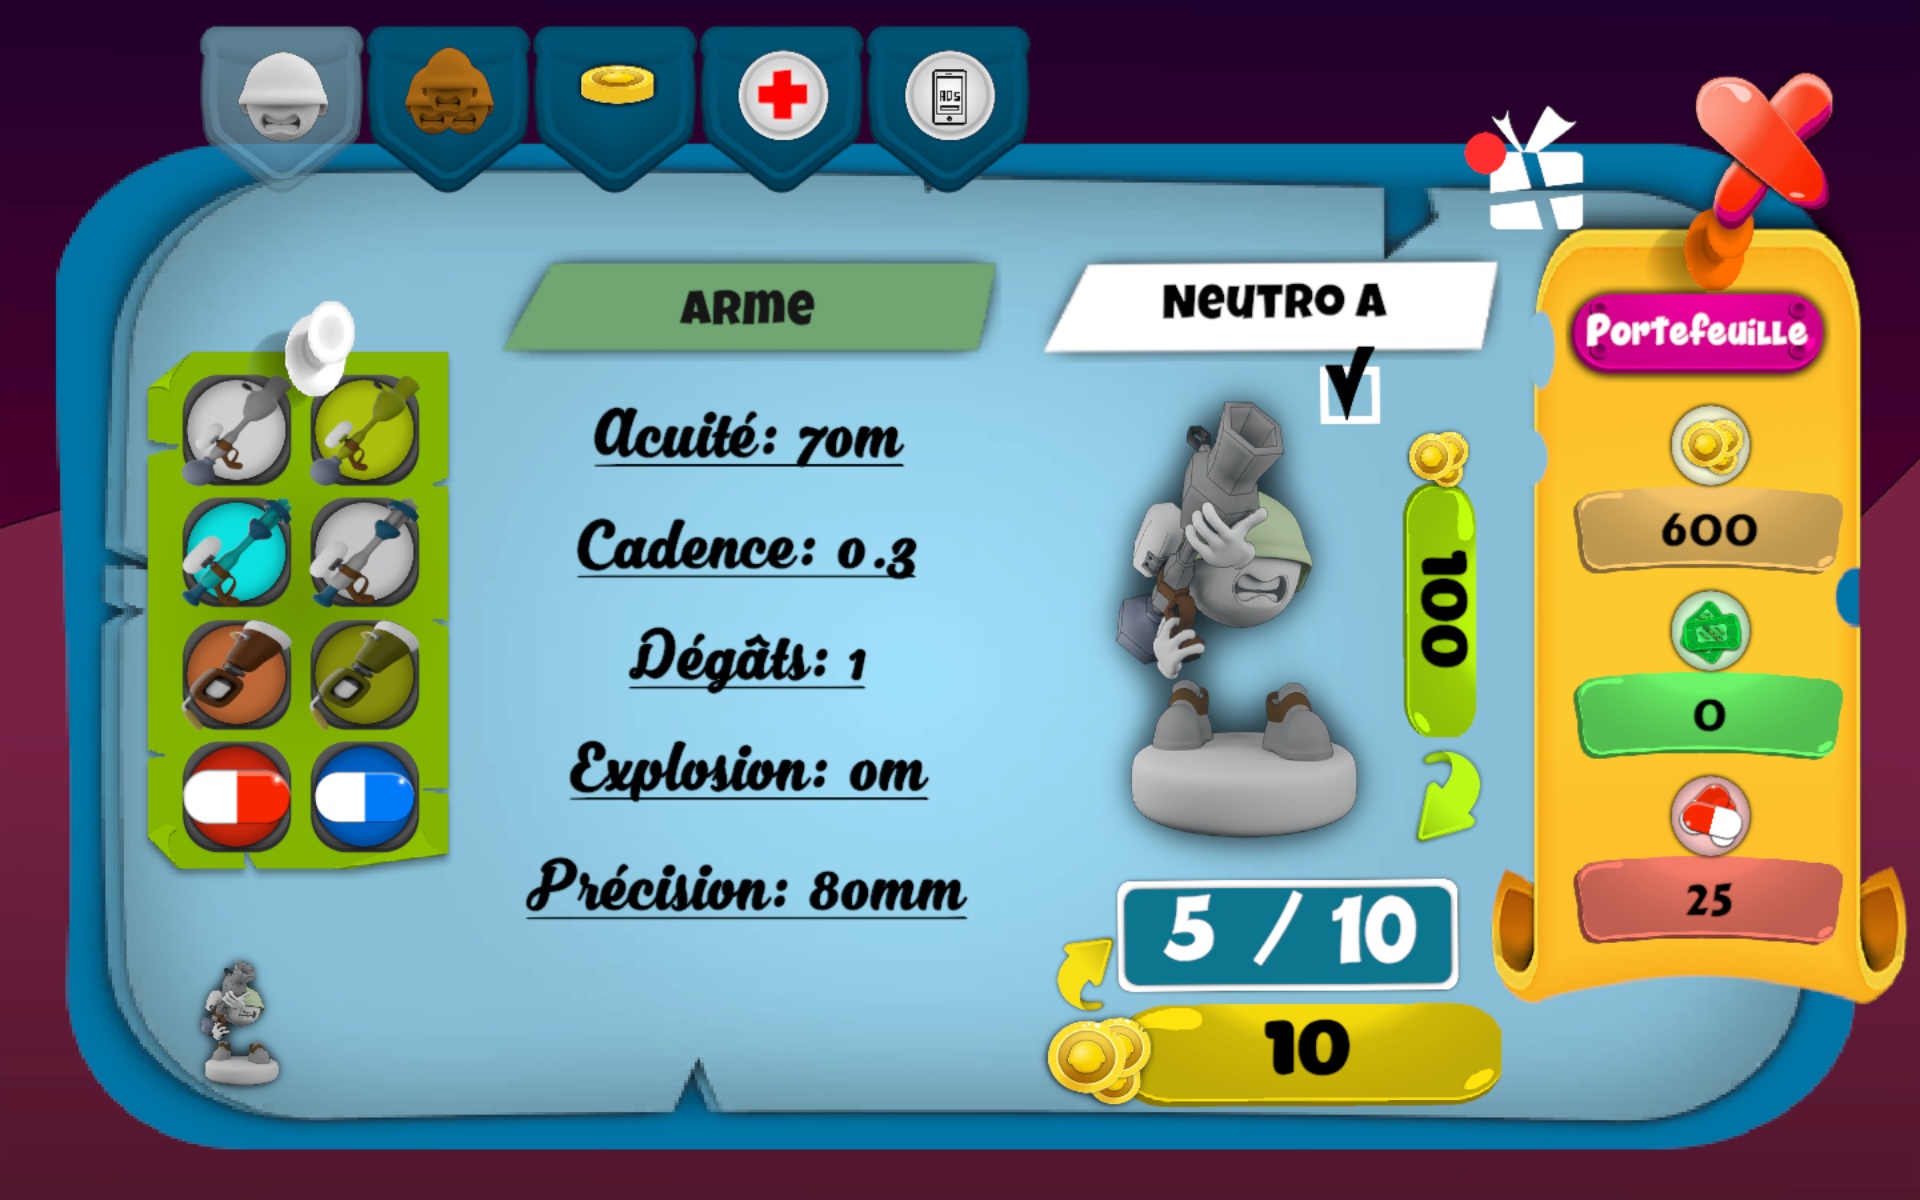 ADS
ARME
NEUTRO A
Portefeuille
Acuité: 70m
Cadence: 0.3
Dégâts: 1
Explosion: 0m
Précision: 80mm
100
5 / 10
10
600
0
25